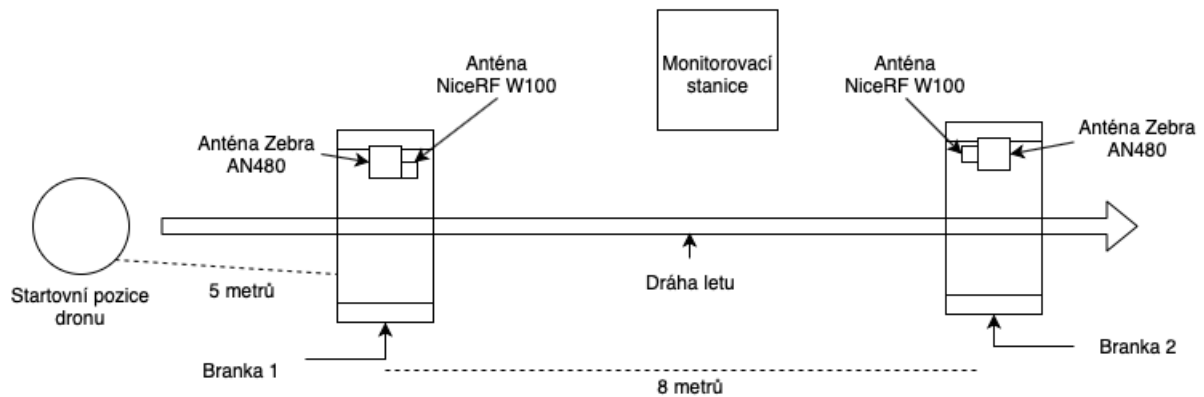 Anténa
NiceRF W100
Monitorovací
stanice
Anténa
NiceRF W100
Anténa Zebra
AN480
Anténa Zebra
AN480
Startovní pozice
dronu
5 metrů
Dráha letu
Branka 1
Branka 2
8 metrů